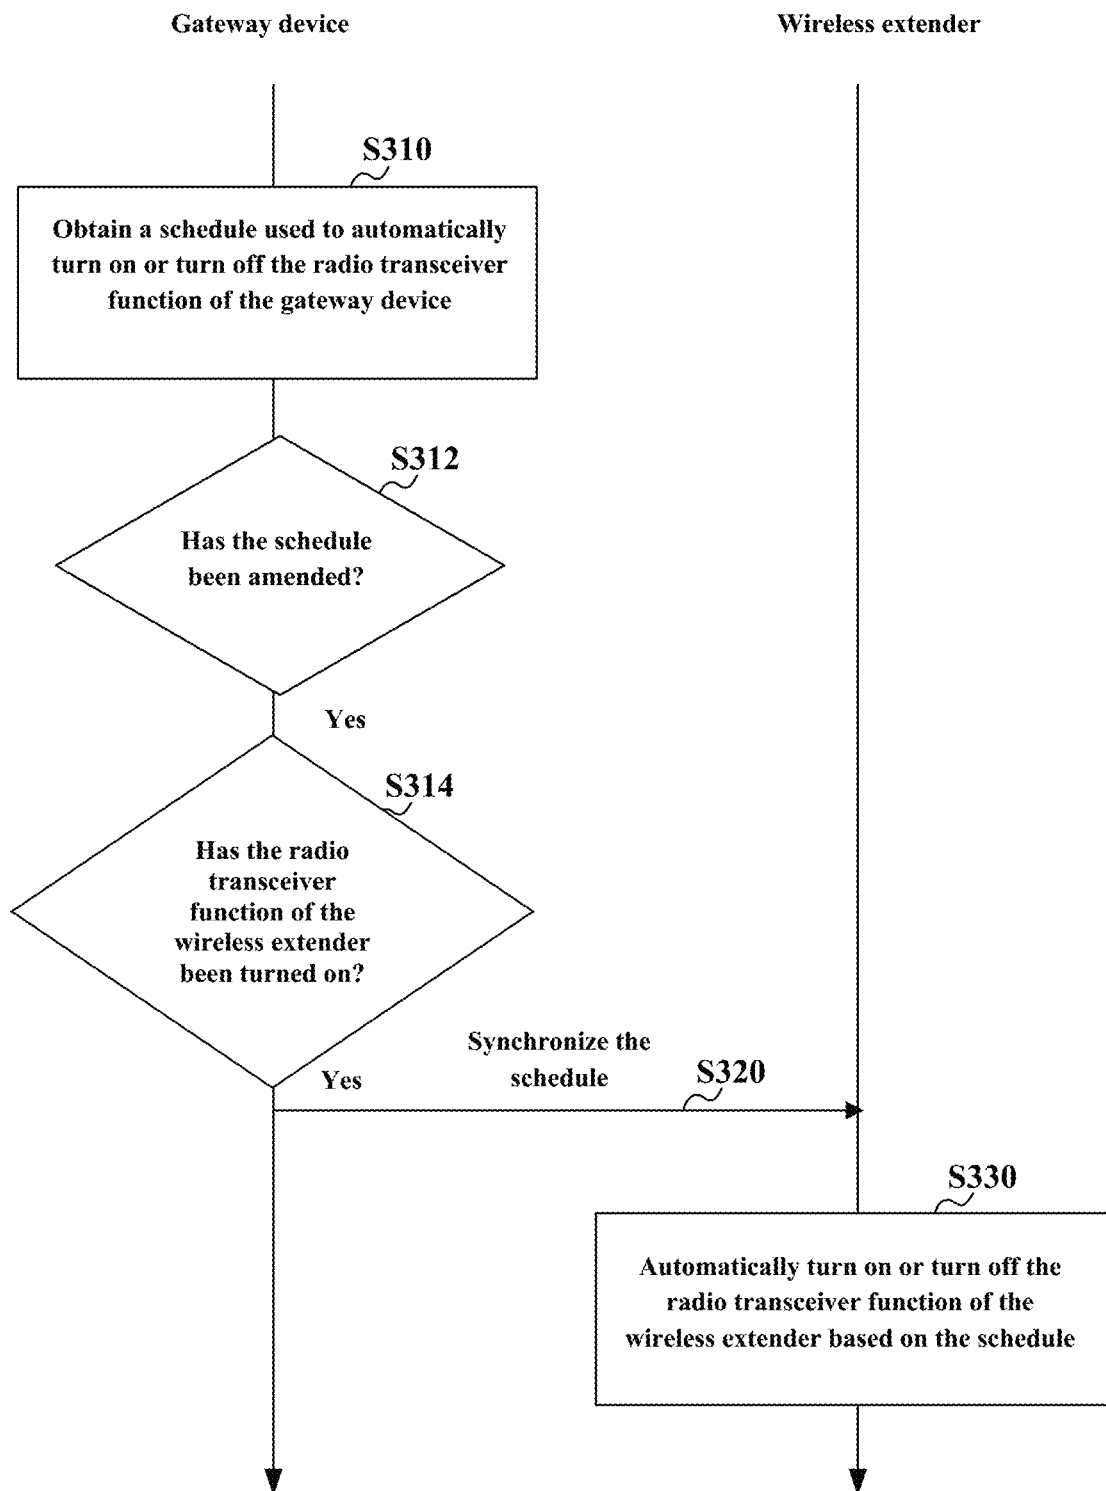 Gateway device
Wireless extender
S310
Obtain a schedule used to automatically
turn on or turn off the radio transceiver
function of the gateway device
S312
Has the schedule
been amended?
Yes
S314
Has the radio
transceiver
function of the
wireless extender
been turned on?
Synchronize the
schedule
S320
Yes
S330
Automatically turn on or turn off the
radio transceiver function of the
wireless extender based on the schedule